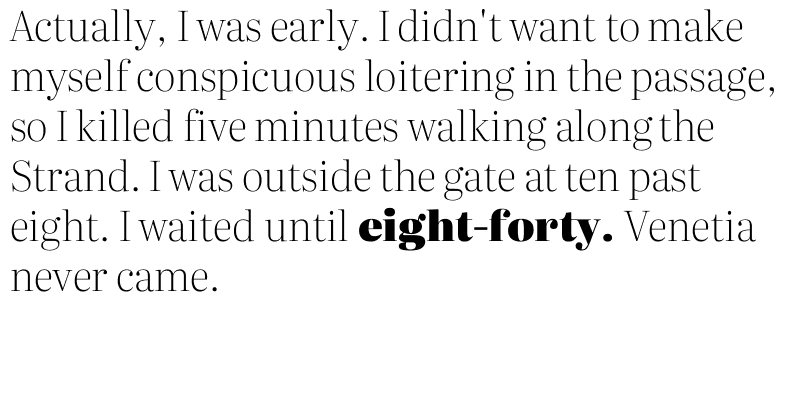 Actually, I was early. I didn't want to make
myself conspicuous loitering in the passage,
so I killed five minutes walking along the
Strand. I was outside the gate at ten past
eight. I waited until eight-forty. Venetia
never came.